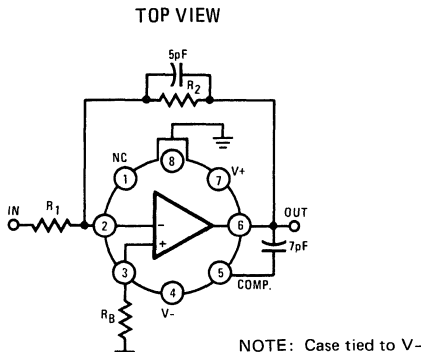 TOP VIEW
5pF
R2
NC
8
V+
1
7
IN
R1
2
−
6
OUT
+
7pF
3
5
4
COMP.
RB
V−
NOTE: Case tied to V−